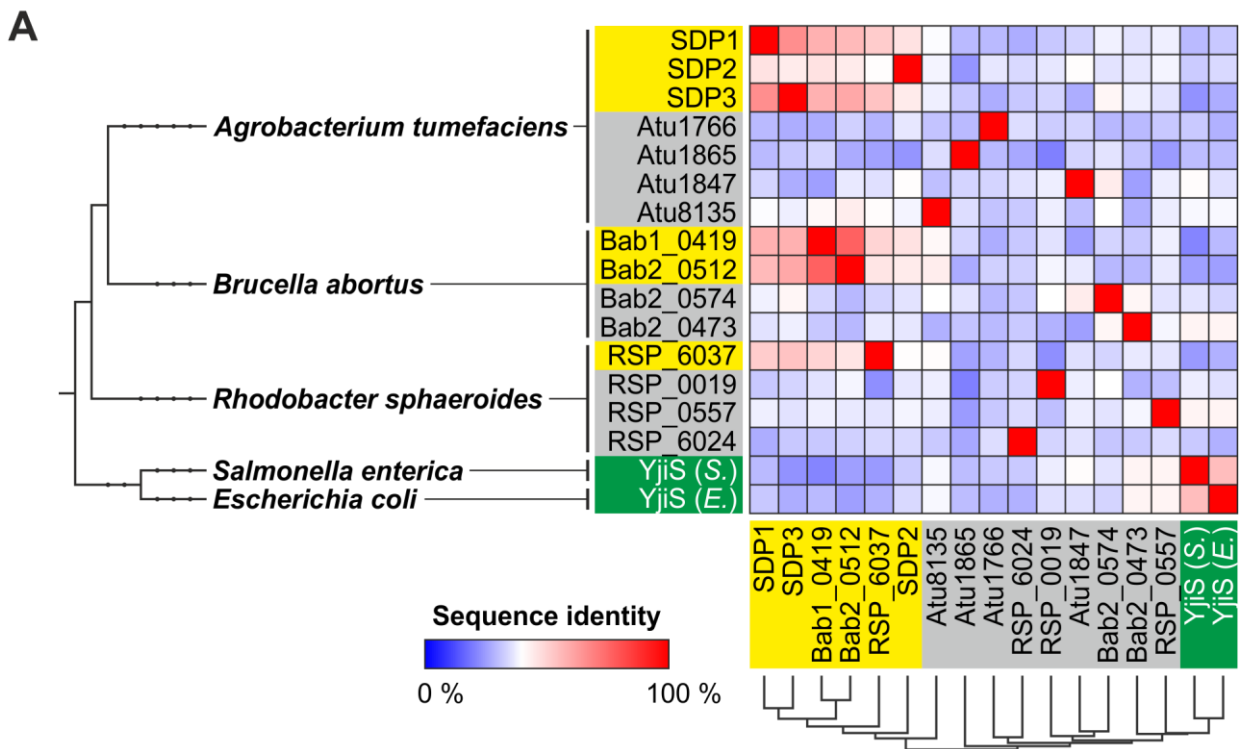 A
SDP1
SDP2
SDP3
Agrobacterium tumefaciens
Atu1766
Atu1865
Atu1847
Atu8135
Bab1_0419
Brucella abortus
Bab2_0512
Bab2_0574
Bab2_0473
RSP_6037
Rhodobacter sphaeroides
RSP_0019
RSP_0557
RSP_6024
Salmonella enterica
YjiS (S.)
Escherichia coli
YjiS (E.)
SDP1
SDP3
Bab1_0419
Bab2_0512
RSP_6037
SDP2
Atu8135
Atu1865
Atu1766
RSP_6024
RSP_0019
Atu1847
Bab2_0574
Bab2_0473
RSP_0557
YjiS (S.)
YjiS (E.)
Sequence identity
0 % 100 %